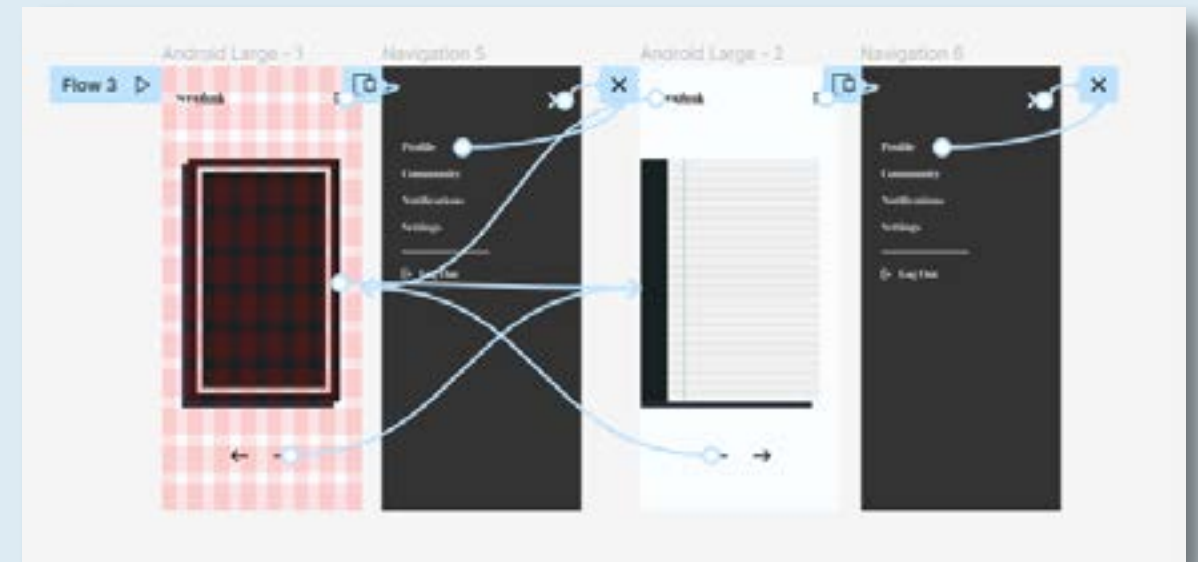 Android Large - 1
Navigation 5
Android Large - 2
Navigation 6
Flow 3
Profile
Community
Notifications
Settings
Log Out
Profile
Community
Notifications
Settings
Log Out